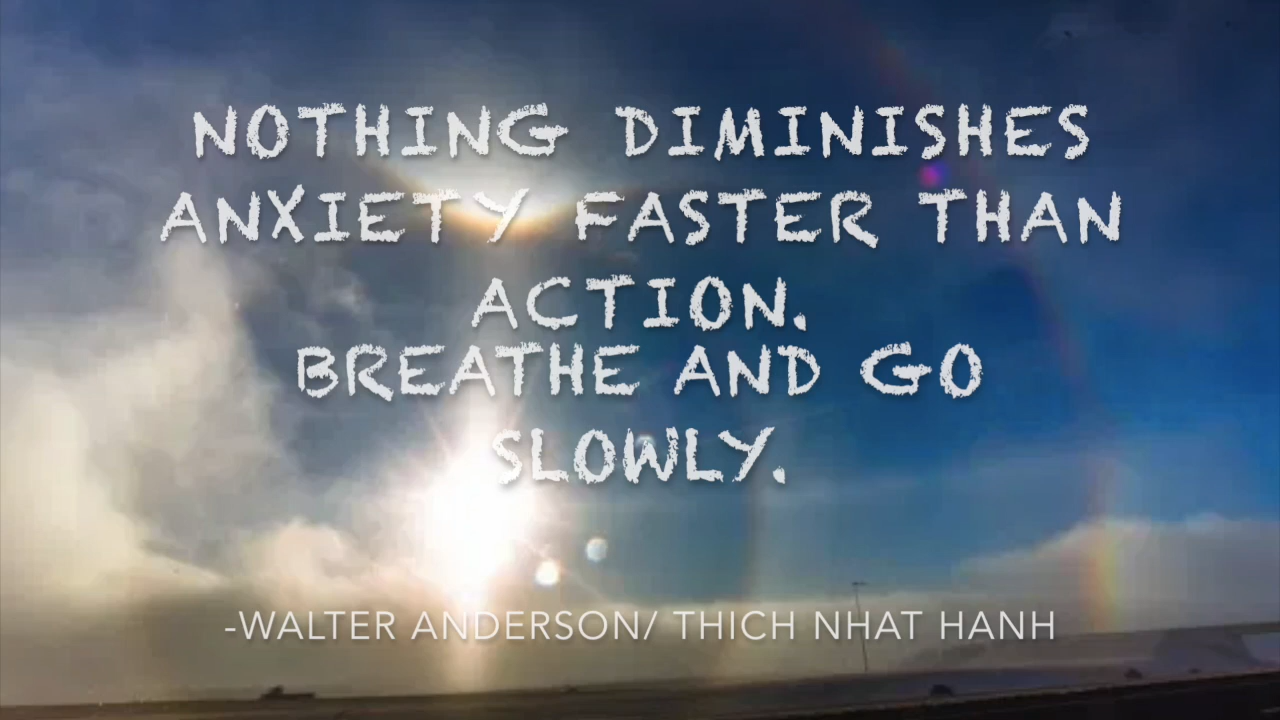 NOTHING DIMINISHES
ANXIETY FASTER THAN
ACTION.
BREATHE AND GO
SLOWLY.
-WALTER ANDERSON/ THICH NHAT HANH